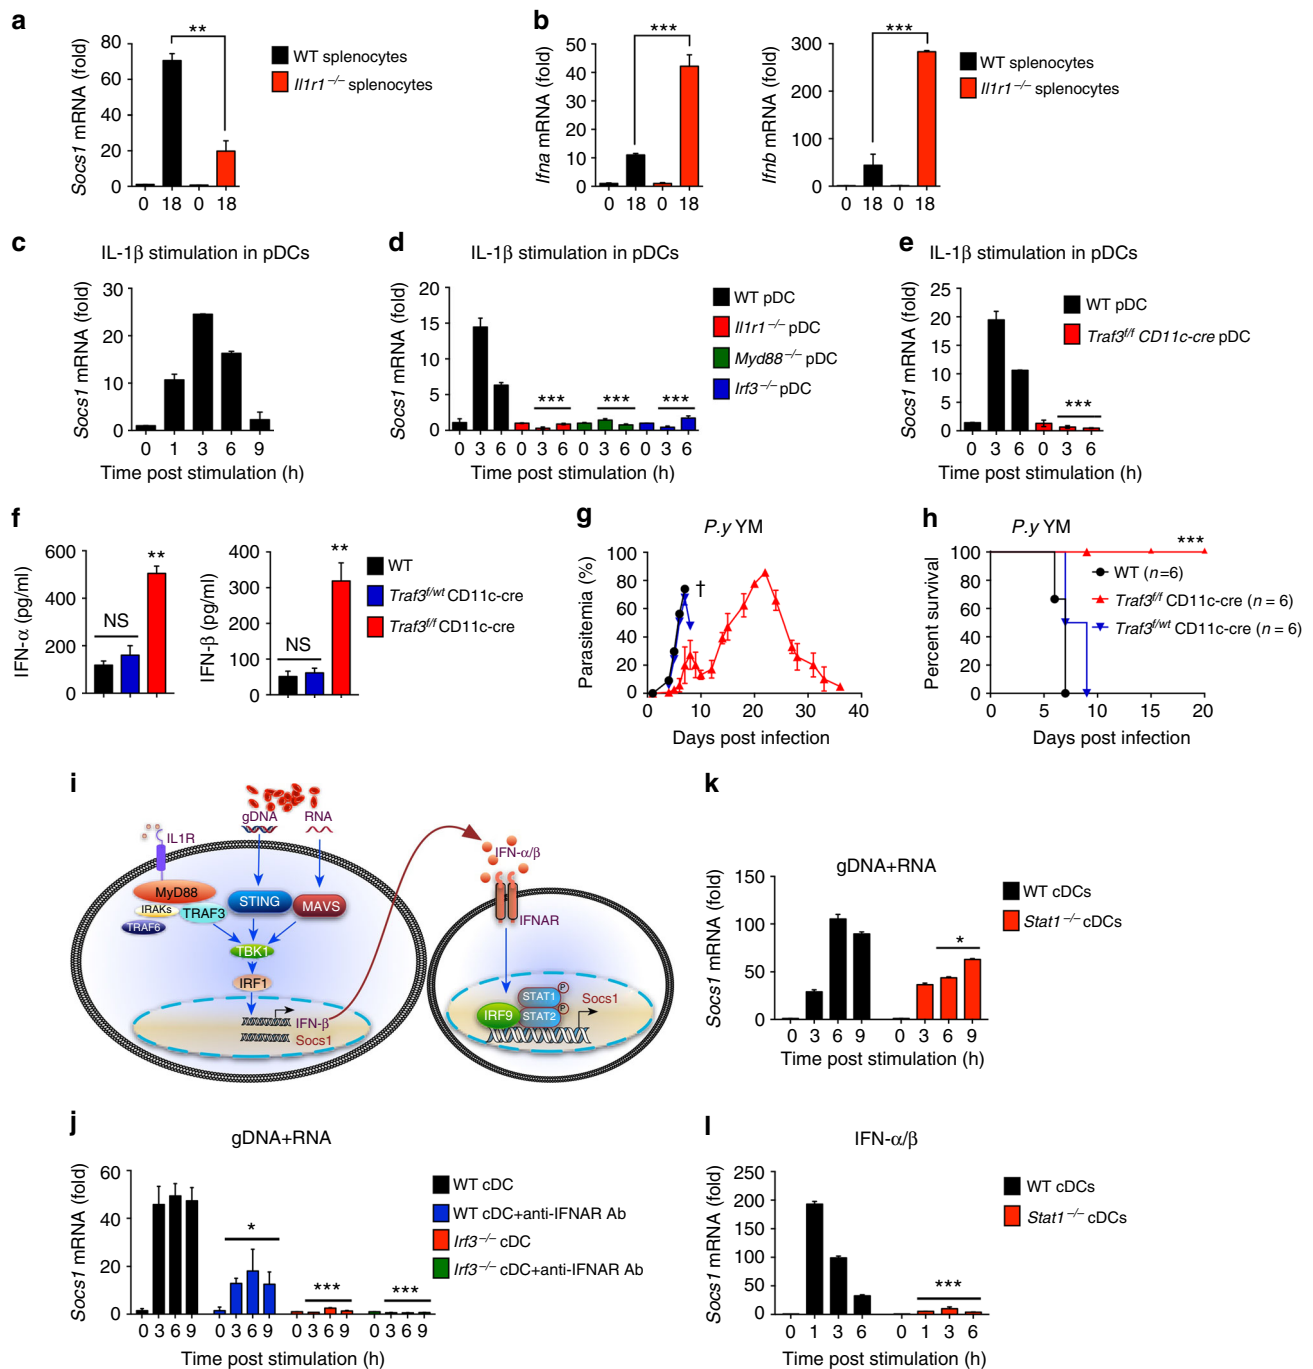 a
Socs1 mRNA (fold)
80
60
40
20
0
**
0 18 0 18
WT splenocytes
Il1r1–/– splenocytes
b
Ifna mRNA (fold)
50
40
30
20
10
0
***
0 18 0 18
Ifnb mRNA (fold)
300
200
100
0
***
0 18 0 18
WT splenocytes
Il1r1–/– splenocytes
c
IL-1β stimulation in pDCs
Socs1 mRNA (fold)
30
20
10
0
0 1 3 6 9
Time post stimulation (h)
d
IL-1β stimulation in pDCs
Socs1 mRNA (fold)
20
15
10
5
0
*** *** ***
0 3 6 0 3 6 0 3 6 0 3 6
Time post stimulation (h)
WT pDC
Il1r1–/– pDC
Myd88–/– pDC
Irf3–/– pDC
e
IL-1β stimulation in pDCs
Socs1 mRNA (fold)
25
20
15
10
5
0
***
0 3 6 0 3 6
Time post stimulation (h)
WT pDC
Traf3f/f CD11c-cre pDC
f
IFN-α (pg/ml)
600
400
200
0
NS
**
IFN-β (pg/ml)
400
300
200
100
0
NS
**
WT
Traf3f/wt CD11c-cre
Traf3f/f CD11c-cre
g
P.y YM
Parasitemia (%)
100
80
60
40
20
0
†
0 10 20 30 40
Days post infection
h
P.y YM
Percent survival
100
80
60
40
20
0
***
WT (n=6)
Traf3f/f CD11c-cre (n = 6)
Traf3f/wt CD11c-cre (n = 6)
0 5 10 15 20
Days post infection
i
gDNA
RNA
IL1R
MyD88
IRAKs
TRAF3
TRAF6
STING
MAVS
TBK1
IRF1
IFN-β
Socs1
IFN-α/β
IFNAR
STAT1
P
STAT2
P
IRF9
Socs1
k
gDNA+RNA
Socs1 mRNA (fold)
150
100
50
0
*
0 3 6 9 0 3 6 9
Time post stimulation (h)
WT cDCs
Stat1–/– cDCs
j
gDNA+RNA
Socs1 mRNA (fold)
60
40
20
0
* *** ***
0 3 6 9 0 3 6 9 0 3 6 9 0 3 6 9
Time post stimulation (h)
WT cDC
WT cDC+anti-IFNAR Ab
Irf3–/– cDC
Irf3–/– cDC+anti-IFNAR Ab
l
IFN-α/β
Socs1 mRNA (fold)
250
200
150
100
50
0
***
0 1 3 6 0 1 3 6
Time post stimulation (h)
WT cDCs
Stat1–/– cDCs